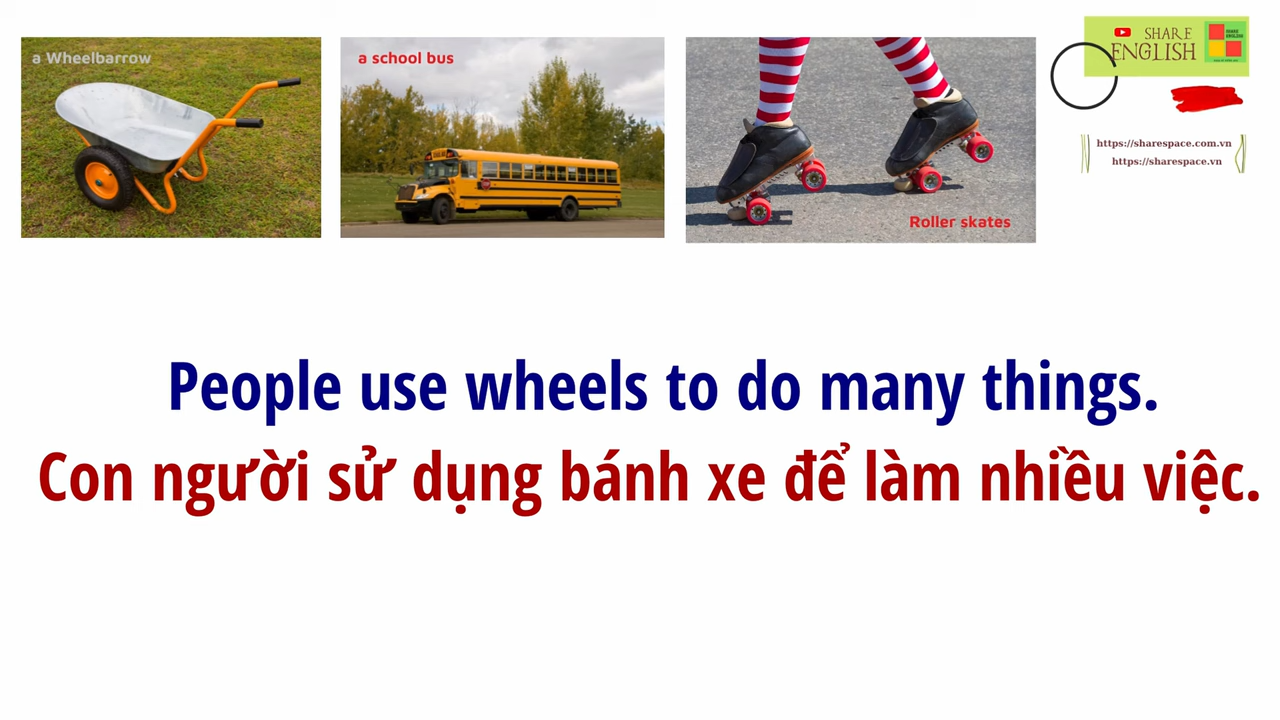 a Wheelbarrow
a school bus
Roller skates
SHARE
ENGLISH
https://sharespace.com.vn
https://sharespace.vn
People use wheels to do many things.
Con người sử dụng bánh xe để làm nhiều việc.